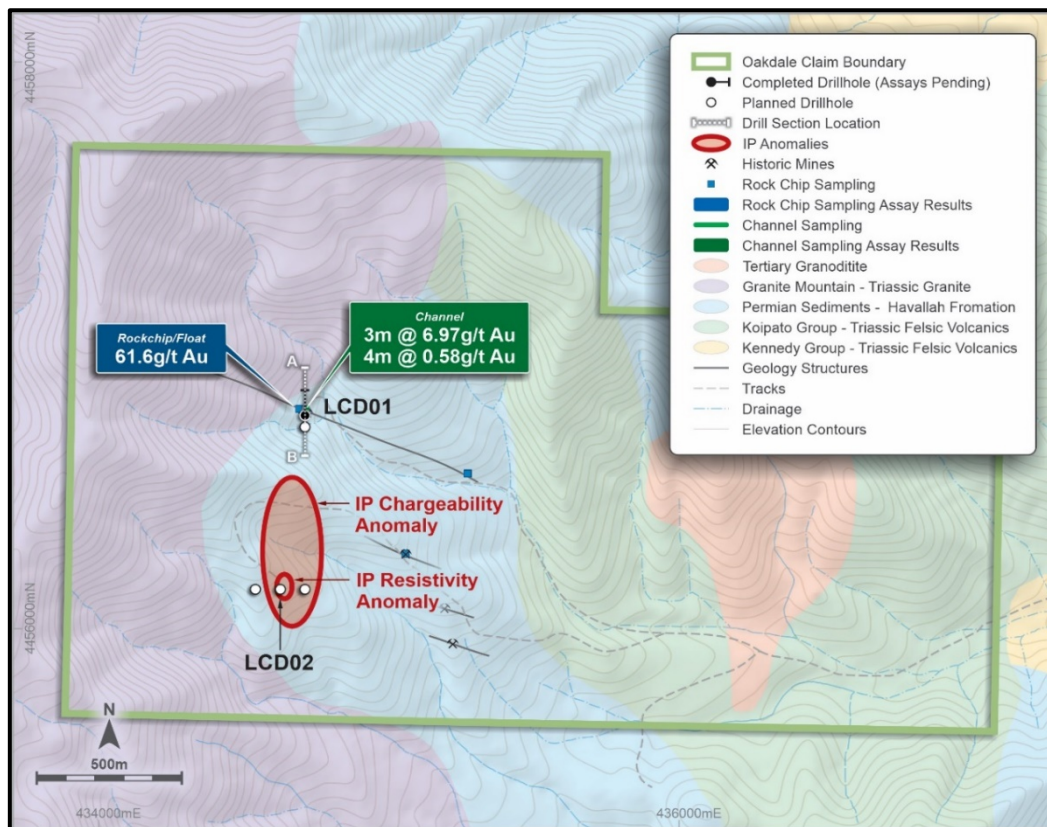 4458000mN
Oakdale Claim Boundary
Completed Drillhole (Assays Pending)
Planned Drillhole
Drill Section Location
IP Anomalies
Historic Mines
Rock Chip Sampling
Rock Chip Sampling Assay Results
Channel Sampling
Channel Sampling Assay Results
Tertiary Granoditite
Granite Mountain - Triassic Granite
Permian Sediments - Havallah Fromation
Koipato Group - Triassic Felsic Volcanics
Kennedy Group - Triassic Felsic Volcanics
Geology Structures
Tracks
Drainage
Elevation Contours
Rockchip/Float
61.6g/t Au
Channel
3m @ 6.97g/t Au
4m @ 0.58g/t Au
A
LCD01
B
IP Chargeability
Anomaly
IP Resistivity
Anomaly
4456000mN
LCD02
N
500m
434000mE
436000mE